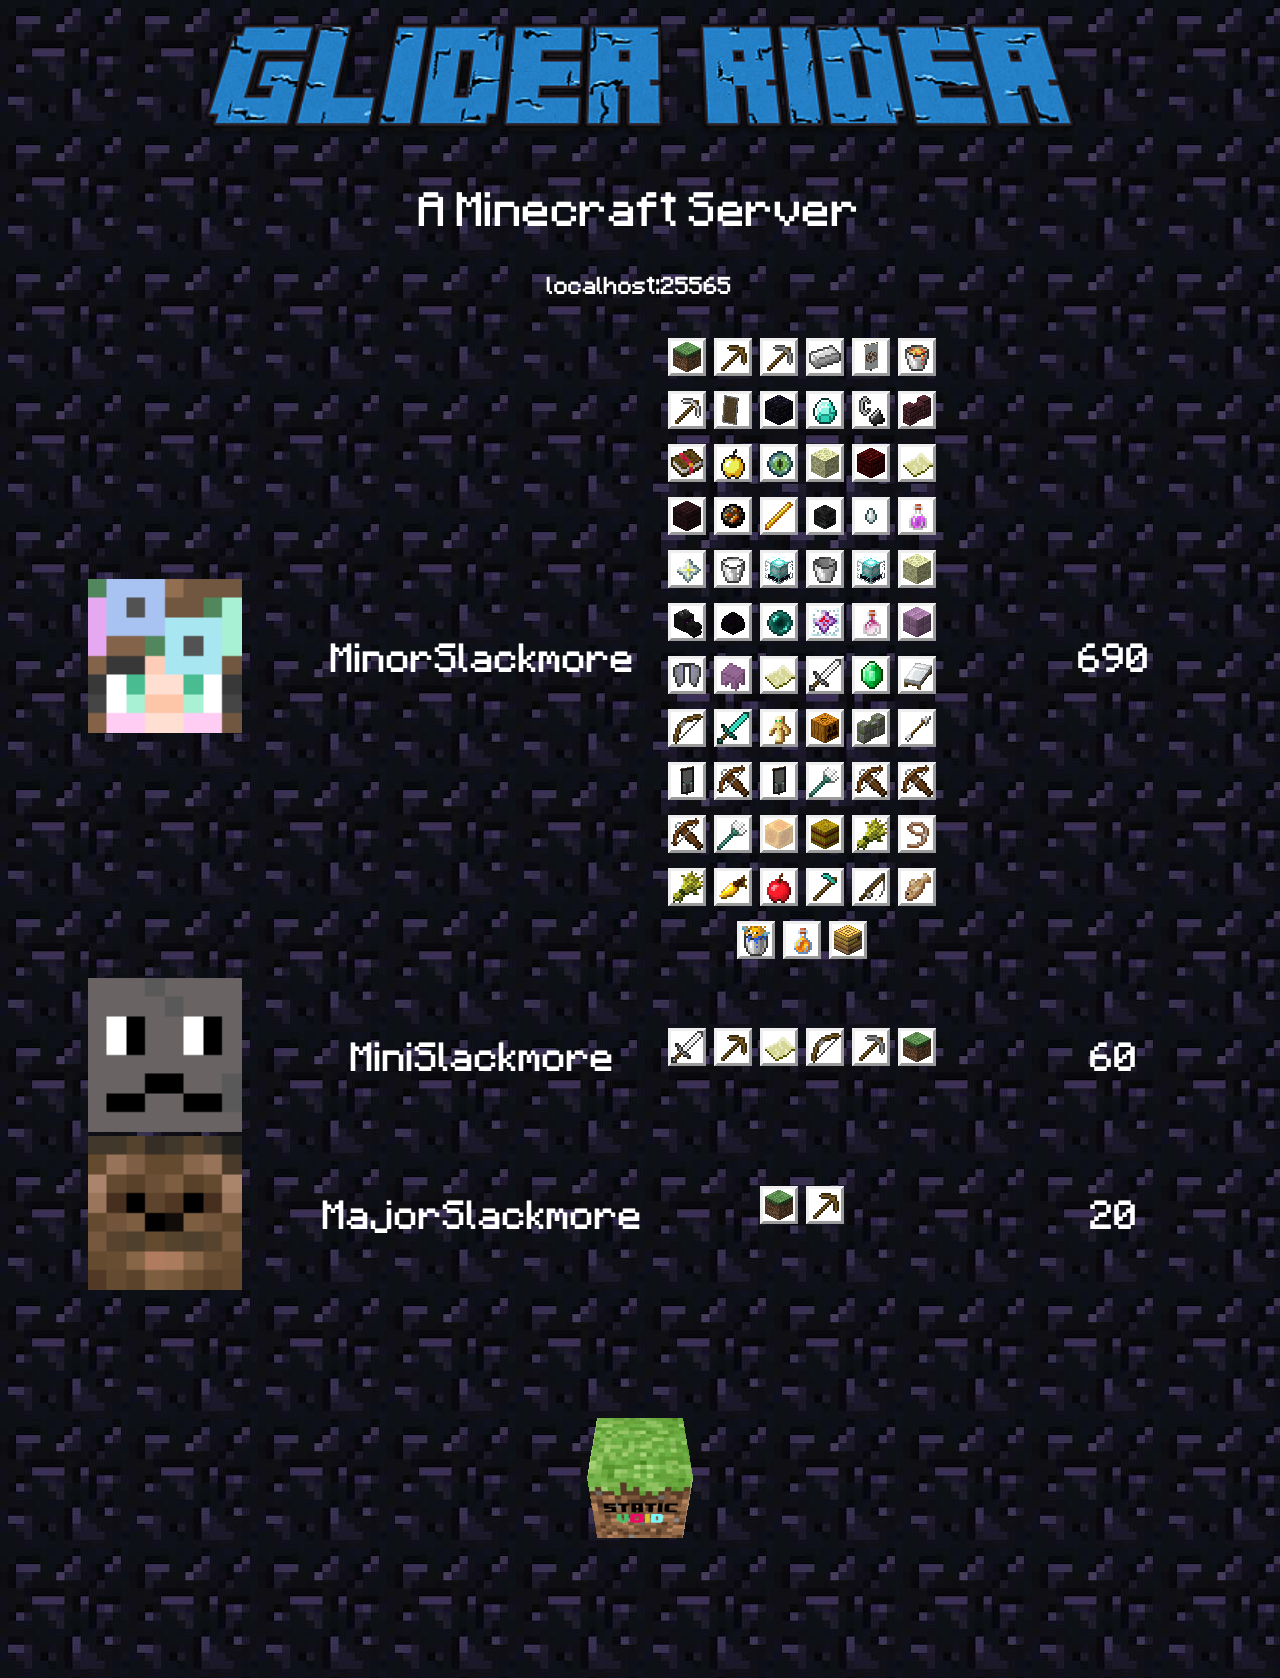 GLIDER RIDER
A Minecraft Server
localhost:25565
MinorSlackmore 690
MiniSlackmore 60
MajorSlackmore 20
STATIC
VOID